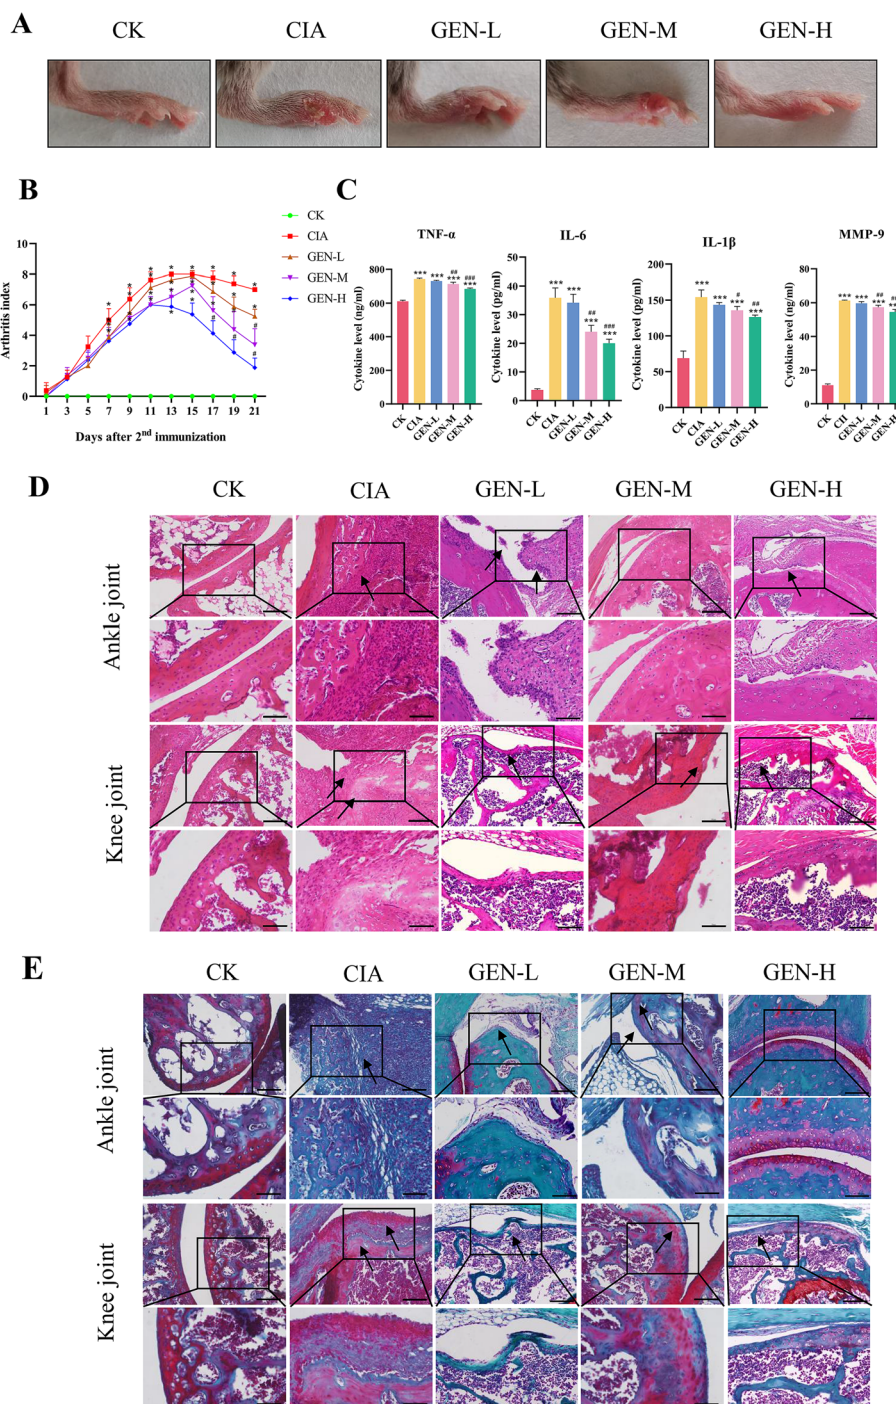 A
CK CIA GEN-L GEN-M GEN-H
B
CK
CIA
GEN-L
GEN-M
GEN-H
Arthritis index
10
8
6
4
2
0
1 3 5 7 9 11 13 15 17 19 21
Days after 2nd immunization
C
TNF-α
Cytokine level (ng/ml)
800
600
400
200
0
*** *** ## *** ### ***
CK CIA GEN-L GEN-M GEN-H
IL-6
Cytokine level (pg/ml)
50
40
30
20
10
0
*** *** ## *** ### ***
CK CIA GEN-L GEN-M GEN-H
IL-1β
Cytokine level (pg/ml)
200
150
100
50
0
*** *** # *** ## ***
CK CIA GEN-L GEN-M GEN-H
MMP-9
Cytokine level (ng/ml)
80
60
40
20
0
*** *** ## *** ##
CK CII GEN-L GEN-M GEN-H
D
CK CIA GEN-L GEN-M GEN-H
Ankle joint
Knee joint
E
CK CIA GEN-L GEN-M GEN-H
Ankle joint
Knee joint